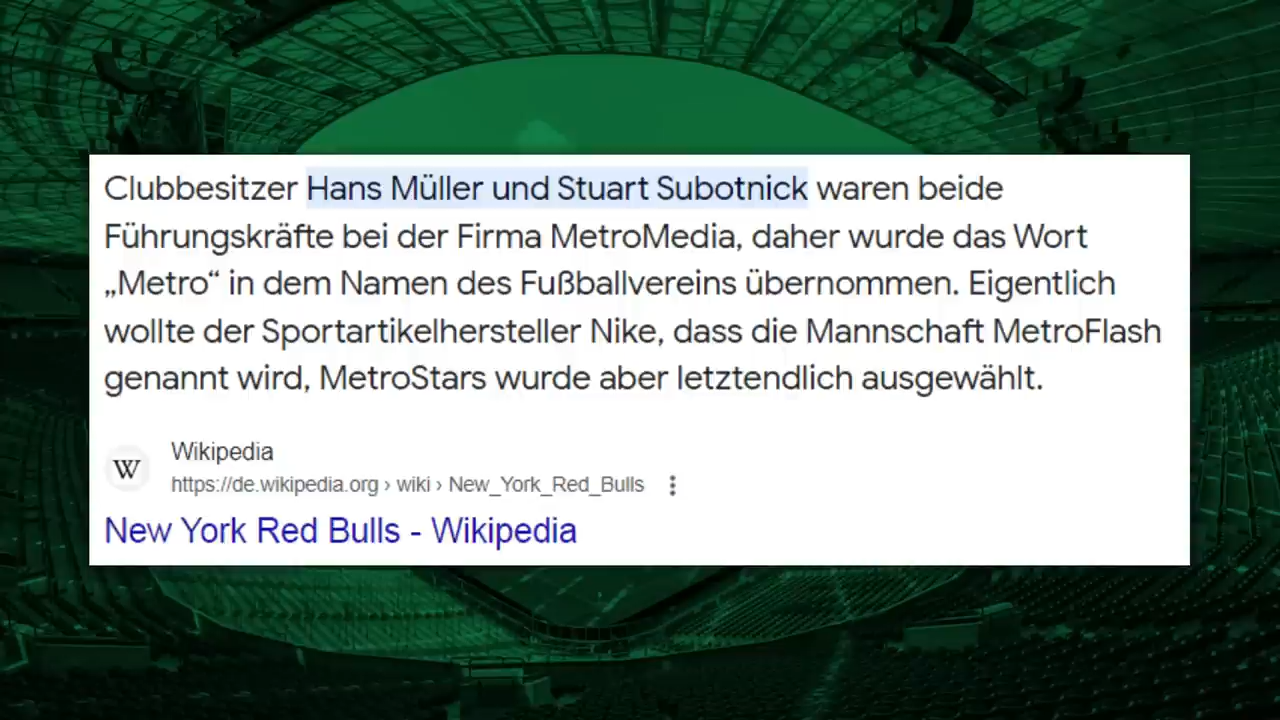 Clubbesitzer Hans Müller und Stuart Subotnick waren beide
Führungskräfte bei der Firma MetroMedia, daher wurde das Wort
„Metro“ in dem Namen des Fußballvereins übernommen. Eigentlich
wollte der Sportartikelhersteller Nike, dass die Mannschaft MetroFlash
genannt wird, MetroStars wurde aber letztendlich ausgewählt.
W
Wikipedia
https://de.wikipedia.org › wiki › New_York_Red_Bulls
New York Red Bulls - Wikipedia